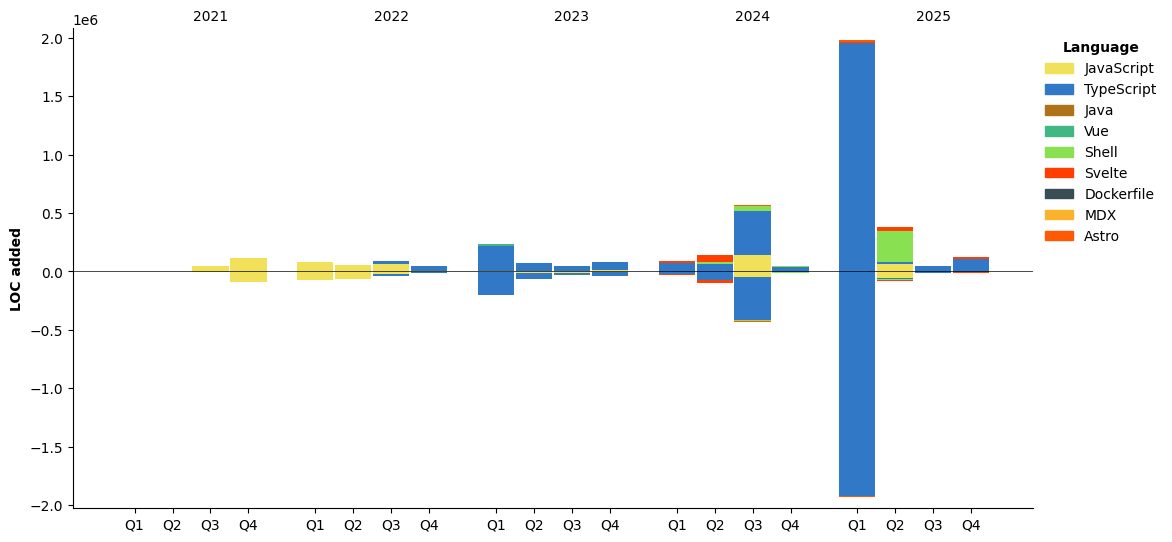 1e6
2021 2022 2023 2024 2025
2.0
1.5
1.0
0.5
0.0
−0.5
−1.0
−1.5
−2.0
LOC added
Q1 Q2 Q3 Q4 Q1 Q2 Q3 Q4 Q1 Q2 Q3 Q4 Q1 Q2 Q3 Q4 Q1 Q2 Q3 Q4
Language
JavaScript
TypeScript
Java
Vue
Shell
Svelte
Dockerfile
MDX
Astro